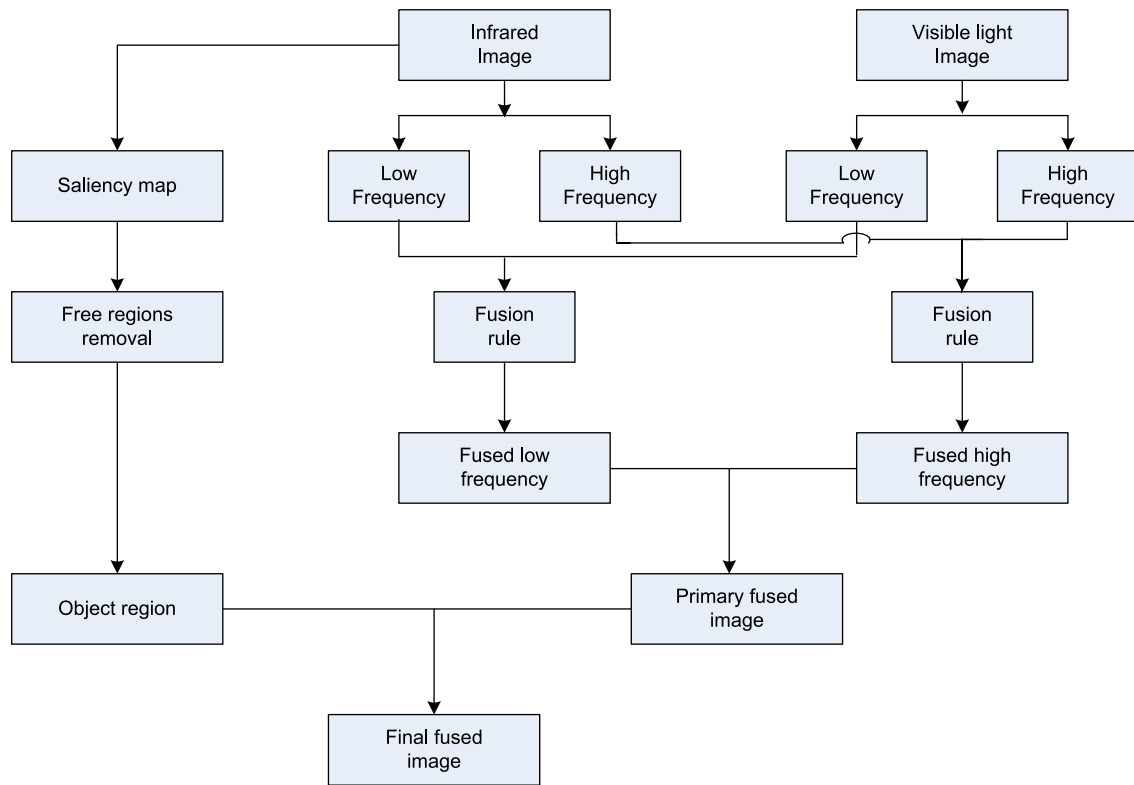 Infrared
Image
Visible light
Image
Saliency map
Low
Frequency
High
Frequency
Low
Frequency
High
Frequency
Free regions
removal
Fusion
rule
Fusion
rule
Fused low
frequency
Fused high
frequency
Object region
Primary fused
image
Final fused
image